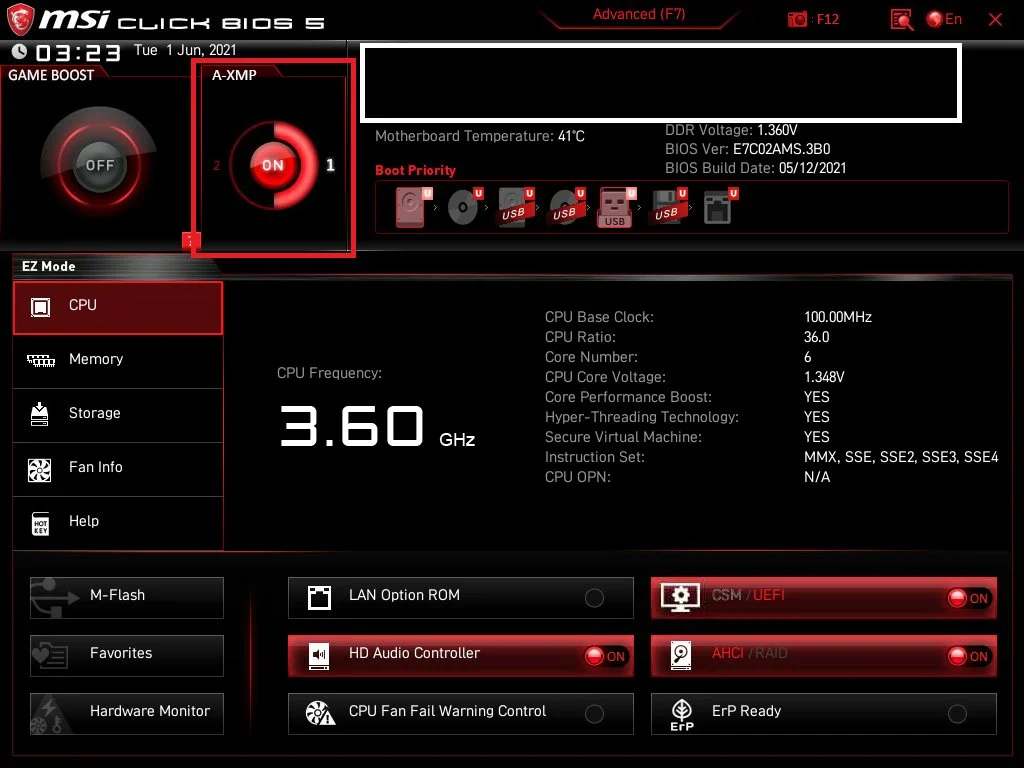 msi CLICK BIOS 5
Advanced (F7)
: F12
En
03:23 Tue 1 Jun, 2021
GAME BOOST
OFF
A-XMP
2 ON 1
?
Motherboard Temperature: 41°C
DDR Voltage: 1.360V
BIOS Ver: E7C02AMS.3B0
BIOS Build Date: 05/12/2021
Boot Priority
U U U U U U U
USB USB USB USB
EZ Mode
CPU
Memory
Storage
Fan Info
HOT KEY Help
CPU Frequency:
3.60 GHz
CPU Base Clock: 100.00MHz
CPU Ratio: 36.0
Core Number: 6
CPU Core Voltage: 1.348V
Core Performance Boost: YES
Hyper-Threading Technology: YES
Secure Virtual Machine: YES
Instruction Set: MMX, SSE, SSE2, SSE3, SSE4
CPU OPN: N/A
M-Flash
Favorites
Hardware Monitor
LAN Option ROM
HD Audio Controller ON
CPU Fan Fail Warning Control
CSM /UEFI ON
AHCI /RAID ON
ErP ErP Ready